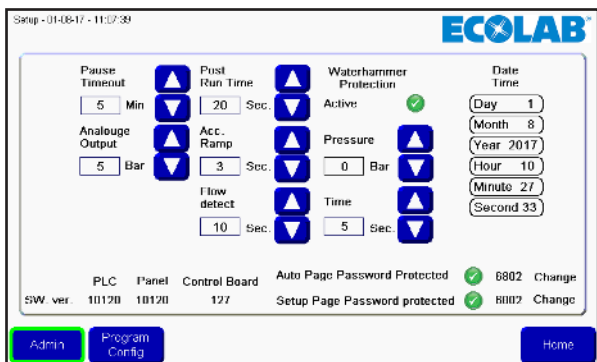 Setup - 01-08-17 - 11:07:39
ECOLAB®
Pause Timeout
5 Min
Post Run Time
20 Sec.
Waterhammer Protection
Active
Date Time
Day 1
Month 8
Year 2017
Hour 10
Minute 27
Second 33
Analouge Output
5 Bar
Acc. Ramp
3 Sec.
Pressure
0 Bar
Flow detect
10 Sec.
Time
5 Sec.
PLC Panel Control Board
SW. ver. 10120 10120 127
Auto Page Password Protected 6802 Change
Setup Page Password protected Change
Admin
Program Config
Home